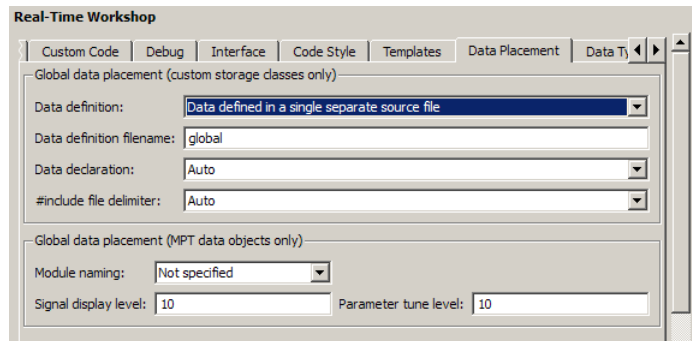 Real-Time Workshop
Custom Code Debug Interface Code Style Templates Data Placement Data Ty
Global data placement (custom storage classes only)
Data definition: Data defined in a single separate source file
Data definition filename: global
Data declaration: Auto
#include file delimiter: Auto
Global data placement (MPT data objects only)
Module naming: Not specified
Signal display level: 10 Parameter tune level: 10